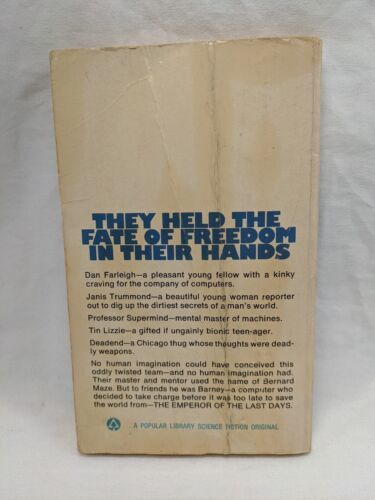 THEY HELD THE
FATE OF FREEDOM
IN THEIR HANDS
Dan Farleigh—a pleasant young fellow with a kinky
craving for the company of computers.
Janis Trummond—a beautiful young woman reporter
out to dig up the dirtiest secrets of a man's world.
Professor Supermind—mental master of machines.
Tin Lizzie—a gifted if ungainly bionic teen-ager.
Deadend—a Chicago thug whose thoughts were dead-
ly weapons.
No human imagination could have conceived this
oddly twisted team—and no human imagination had.
Their master and mentor used the name of Bernard
Maze. But to friends he was Barney—a computer who
decided to take charge before it was too late to save
the world from—THE EMPEROR OF THE LAST DAYS.
A POPULAR LIBRARY SCIENCE FICTION ORIGINAL